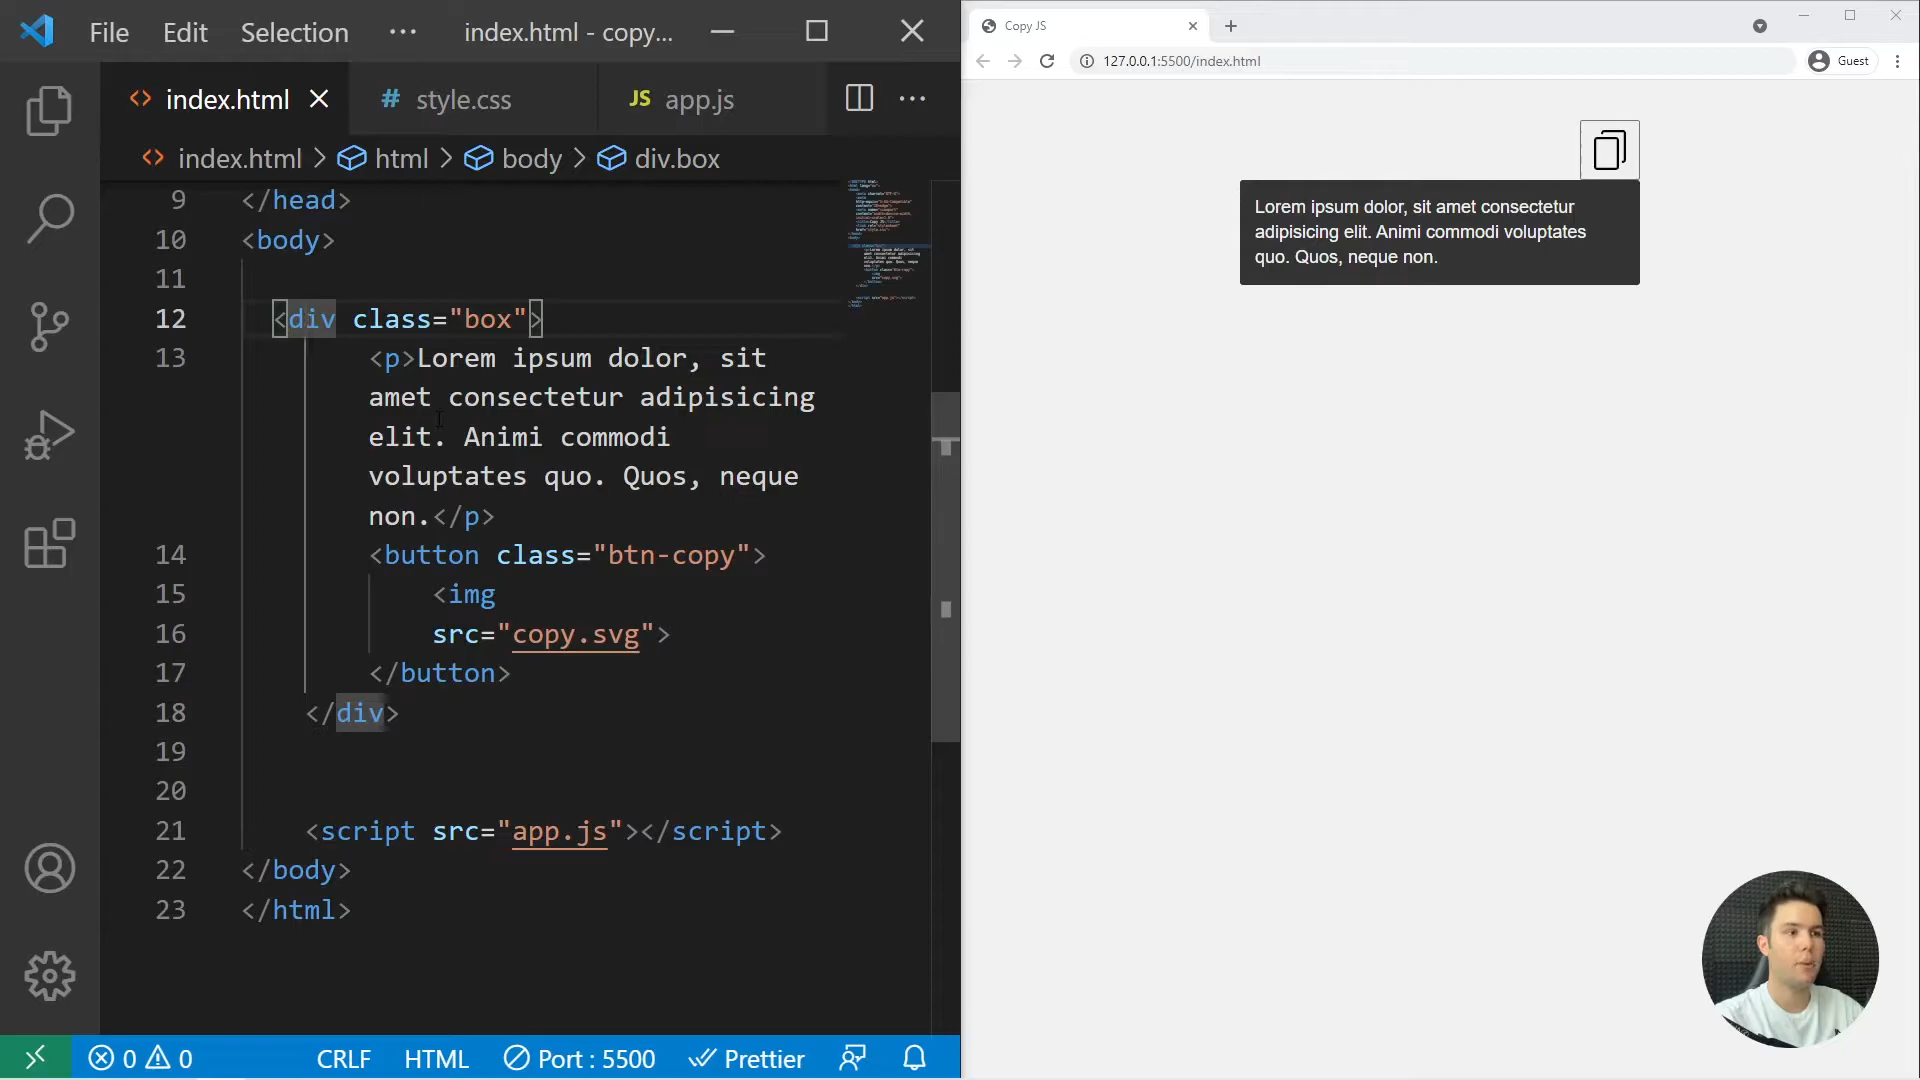 File Edit Selection ··· index.html - copy...
index.html style.css JS app.js ···
index.html > html > body > div.box
9 </head>
10 <body>
11
12 <div class="box">
13 <p>Lorem ipsum dolor, sit
amet consectetur adipisicing
elit. Animi commodi
voluptates quo. Quos, neque
non.</p>
14 <button class="btn-copy">
15 <img
16 src="copy.svg">
17 </button>
18 </div>
19
20
21 <script src="app.js"></script>
22 </body>
23 </html>
0 0 CRLF HTML Port : 5500 Prettier
Copy JS
127.0.0.1:5500/index.html Guest
Lorem ipsum dolor, sit amet consectetur
adipisicing elit. Animi commodi voluptates
quo. Quos, neque non.